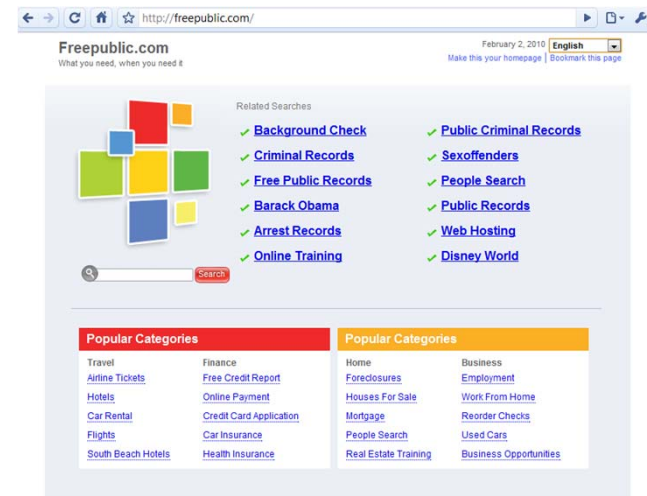 http://freepublic.com/
Freepublic.com
What you need, when you need it
February 2, 2010 English
Make this your homepage | Bookmark this page
Related Searches
Background Check
Public Criminal Records
Criminal Records
Sexoffenders
Free Public Records
People Search
Barack Obama
Public Records
Arrest Records
Web Hosting
Online Training
Disney World
Search
Popular Categories
Travel Finance
Airline Tickets Free Credit Report
Hotels Online Payment
Car Rental Credit Card Application
Flights Car Insurance
South Beach Hotels Health Insurance
Popular Categories
Home Business
Foreclosures Employment
Houses For Sale Work From Home
Mortgage Reorder Checks
People Search Used Cars
Real Estate Training Business Opportunities